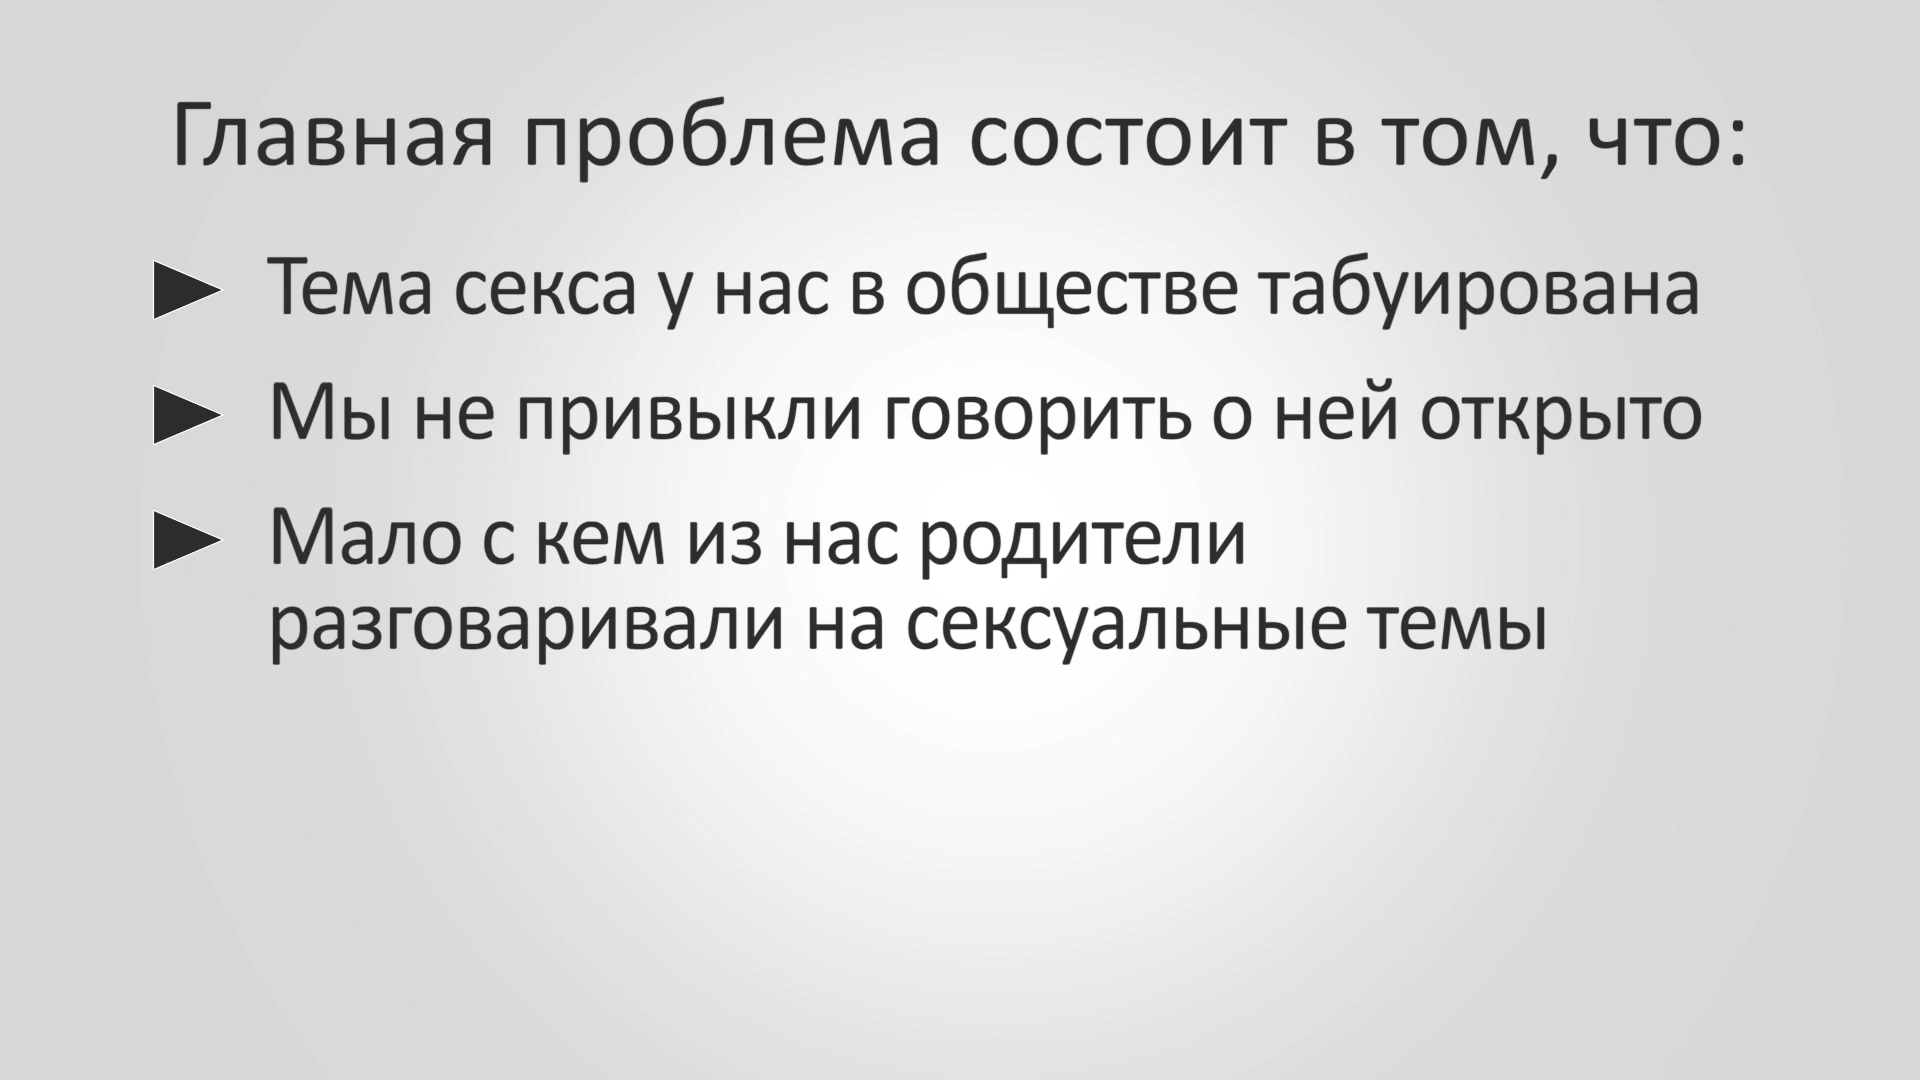 Главная проблема состоит в том, что:
Тема секса у нас в обществе табуирована
Мы не привыкли говорить о ней открыто
Мало с кем из нас родители
разговаривали на сексуальные темы